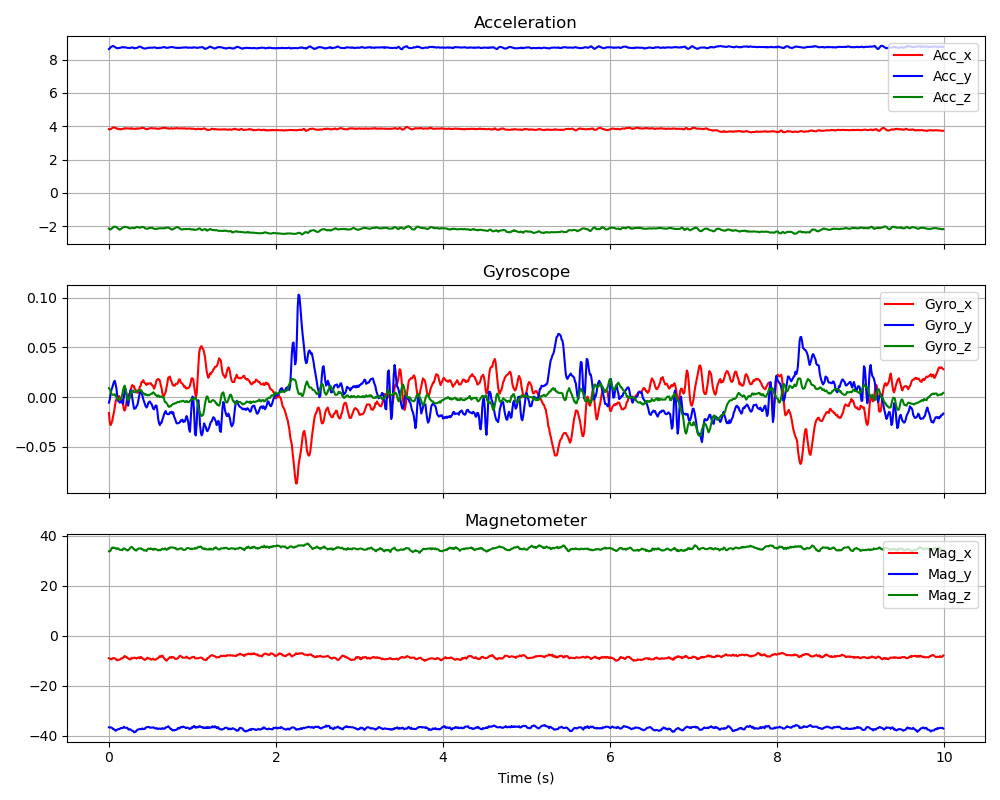 Acceleration
8
6
4
2
0
−2
Acc_x
Acc_y
Acc_z
Gyroscope
0.10
0.05
0.00
−0.05
Gyro_x
Gyro_y
Gyro_z
Magnetometer
40
20
0
−20
−40
Mag_x
Mag_y
Mag_z
0 2 4 6 8 10
Time (s)